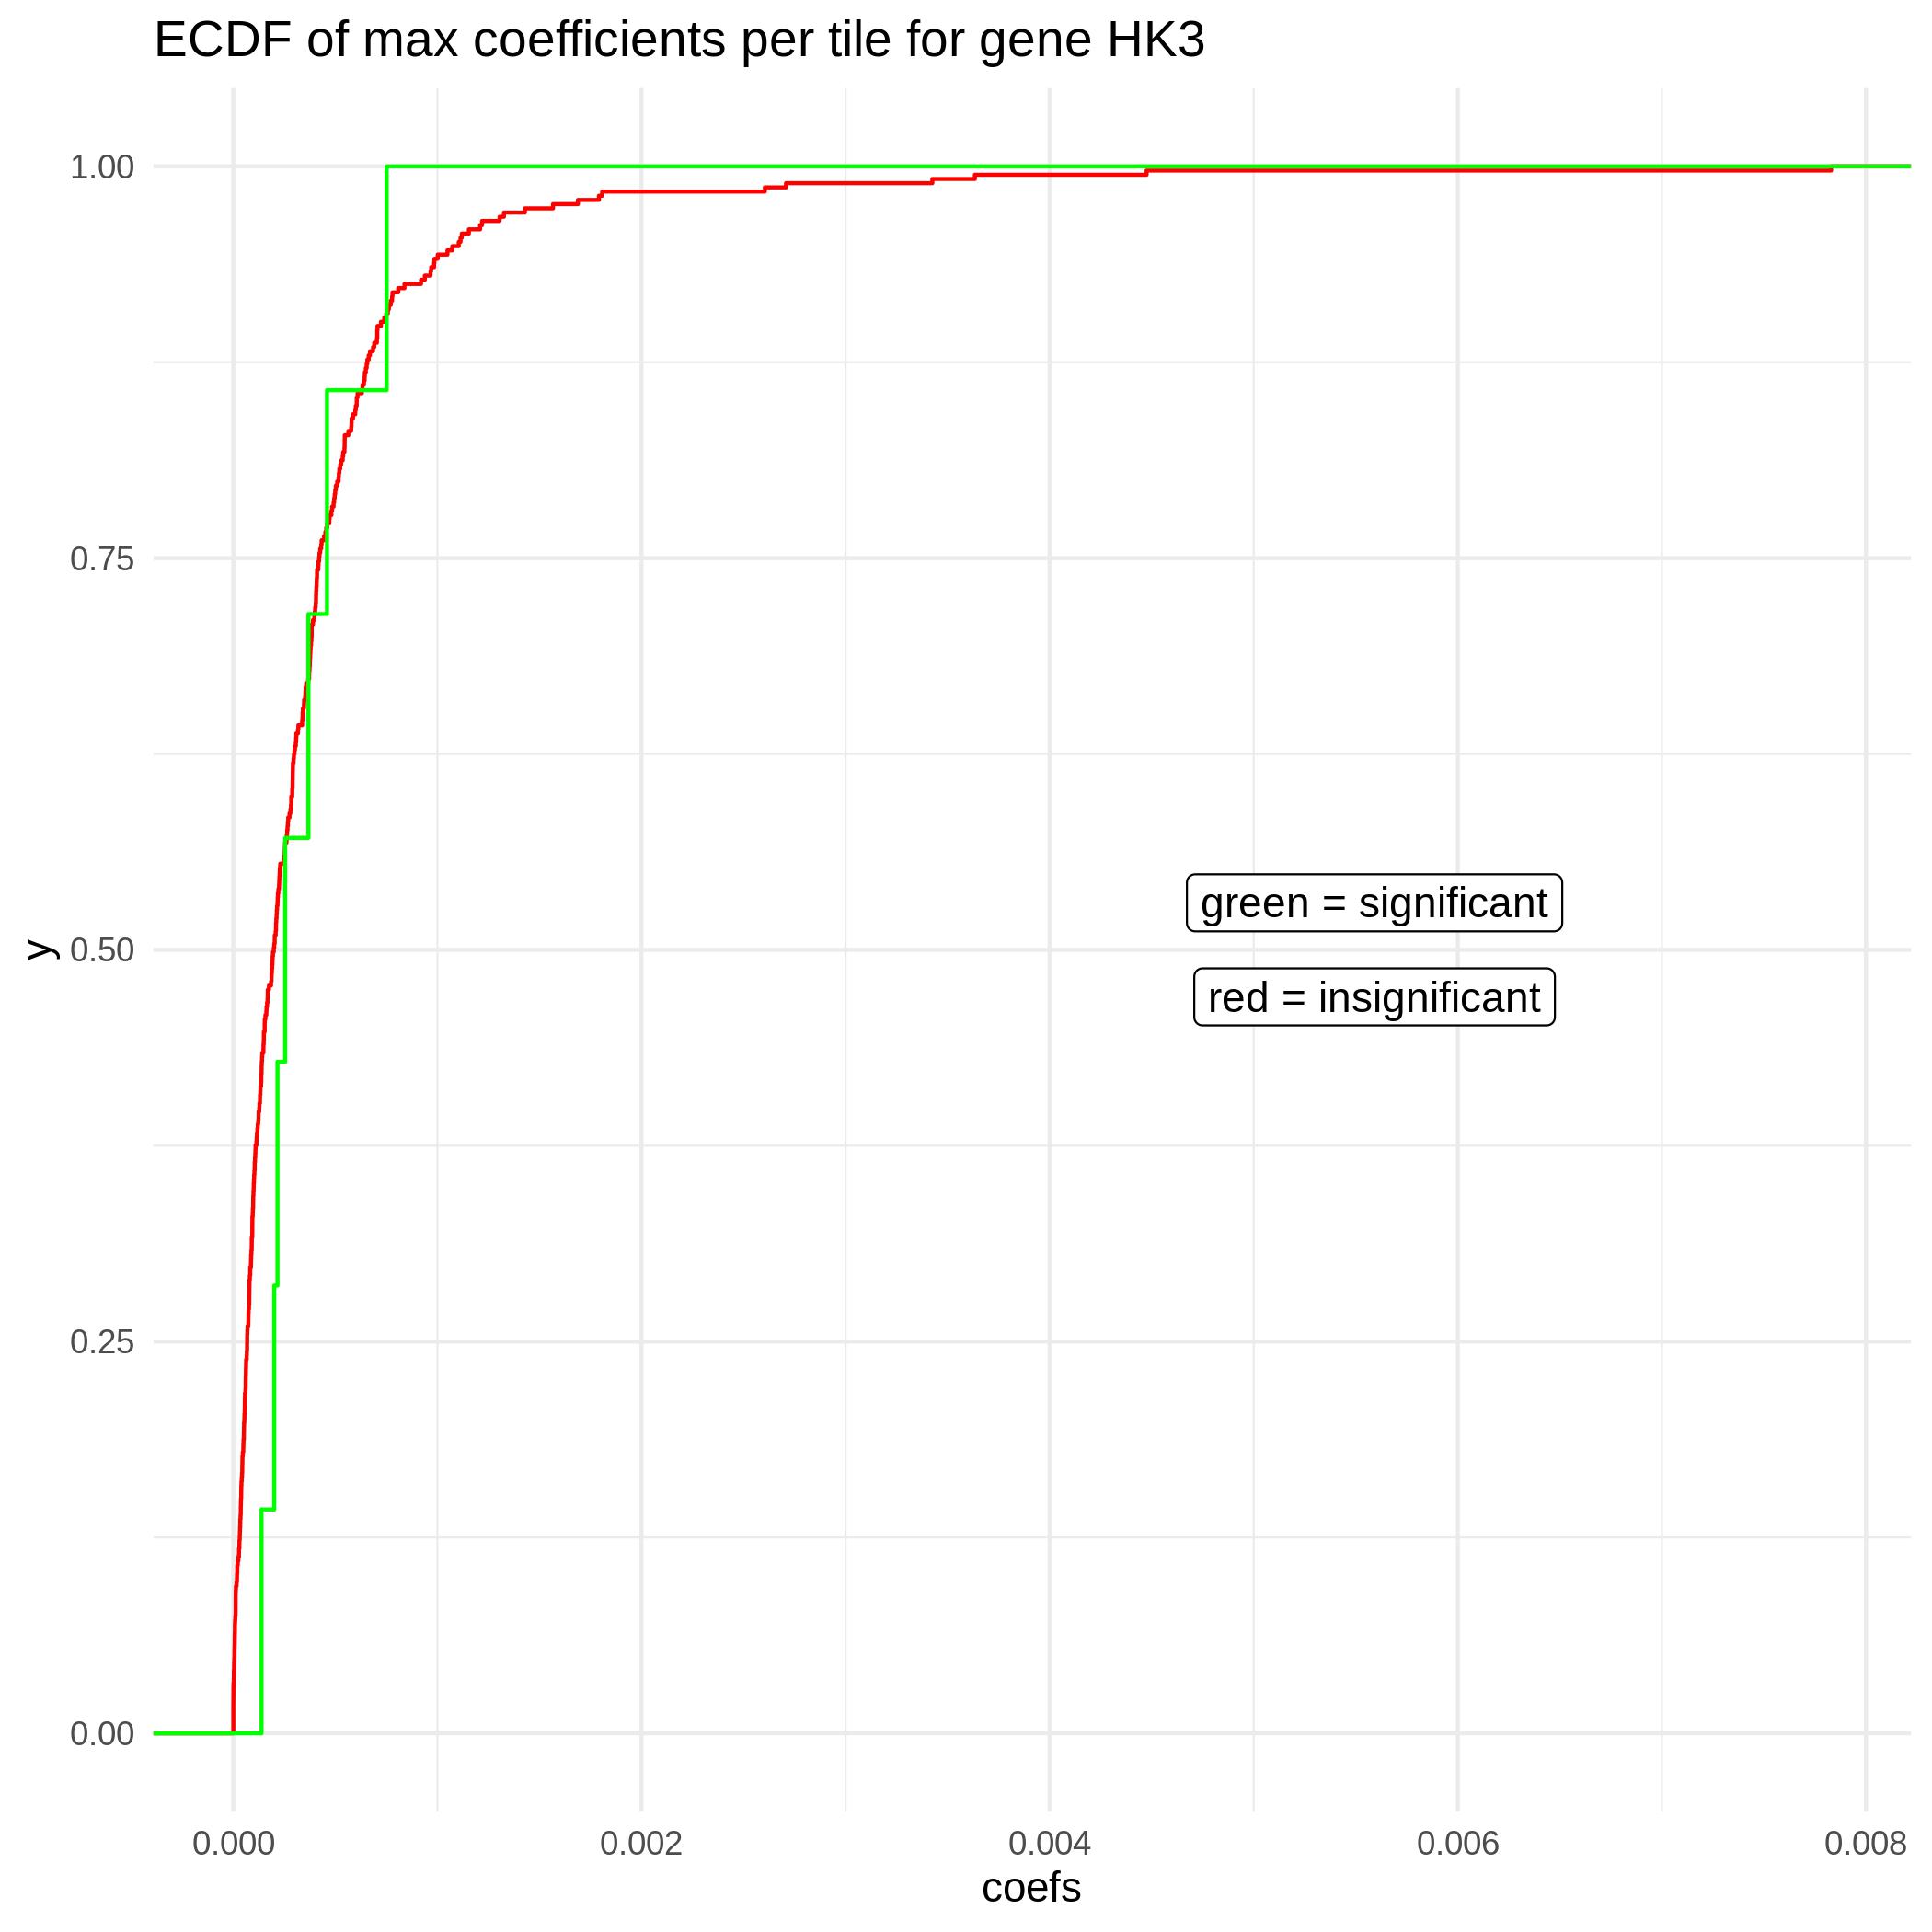 ECDF of max coefficients per tile for gene HK3
1.00
0.75
0.50
0.25
0.00
y
green = significant
red = insignificant
0.000 0.002 0.004 0.006 0.008
coefs